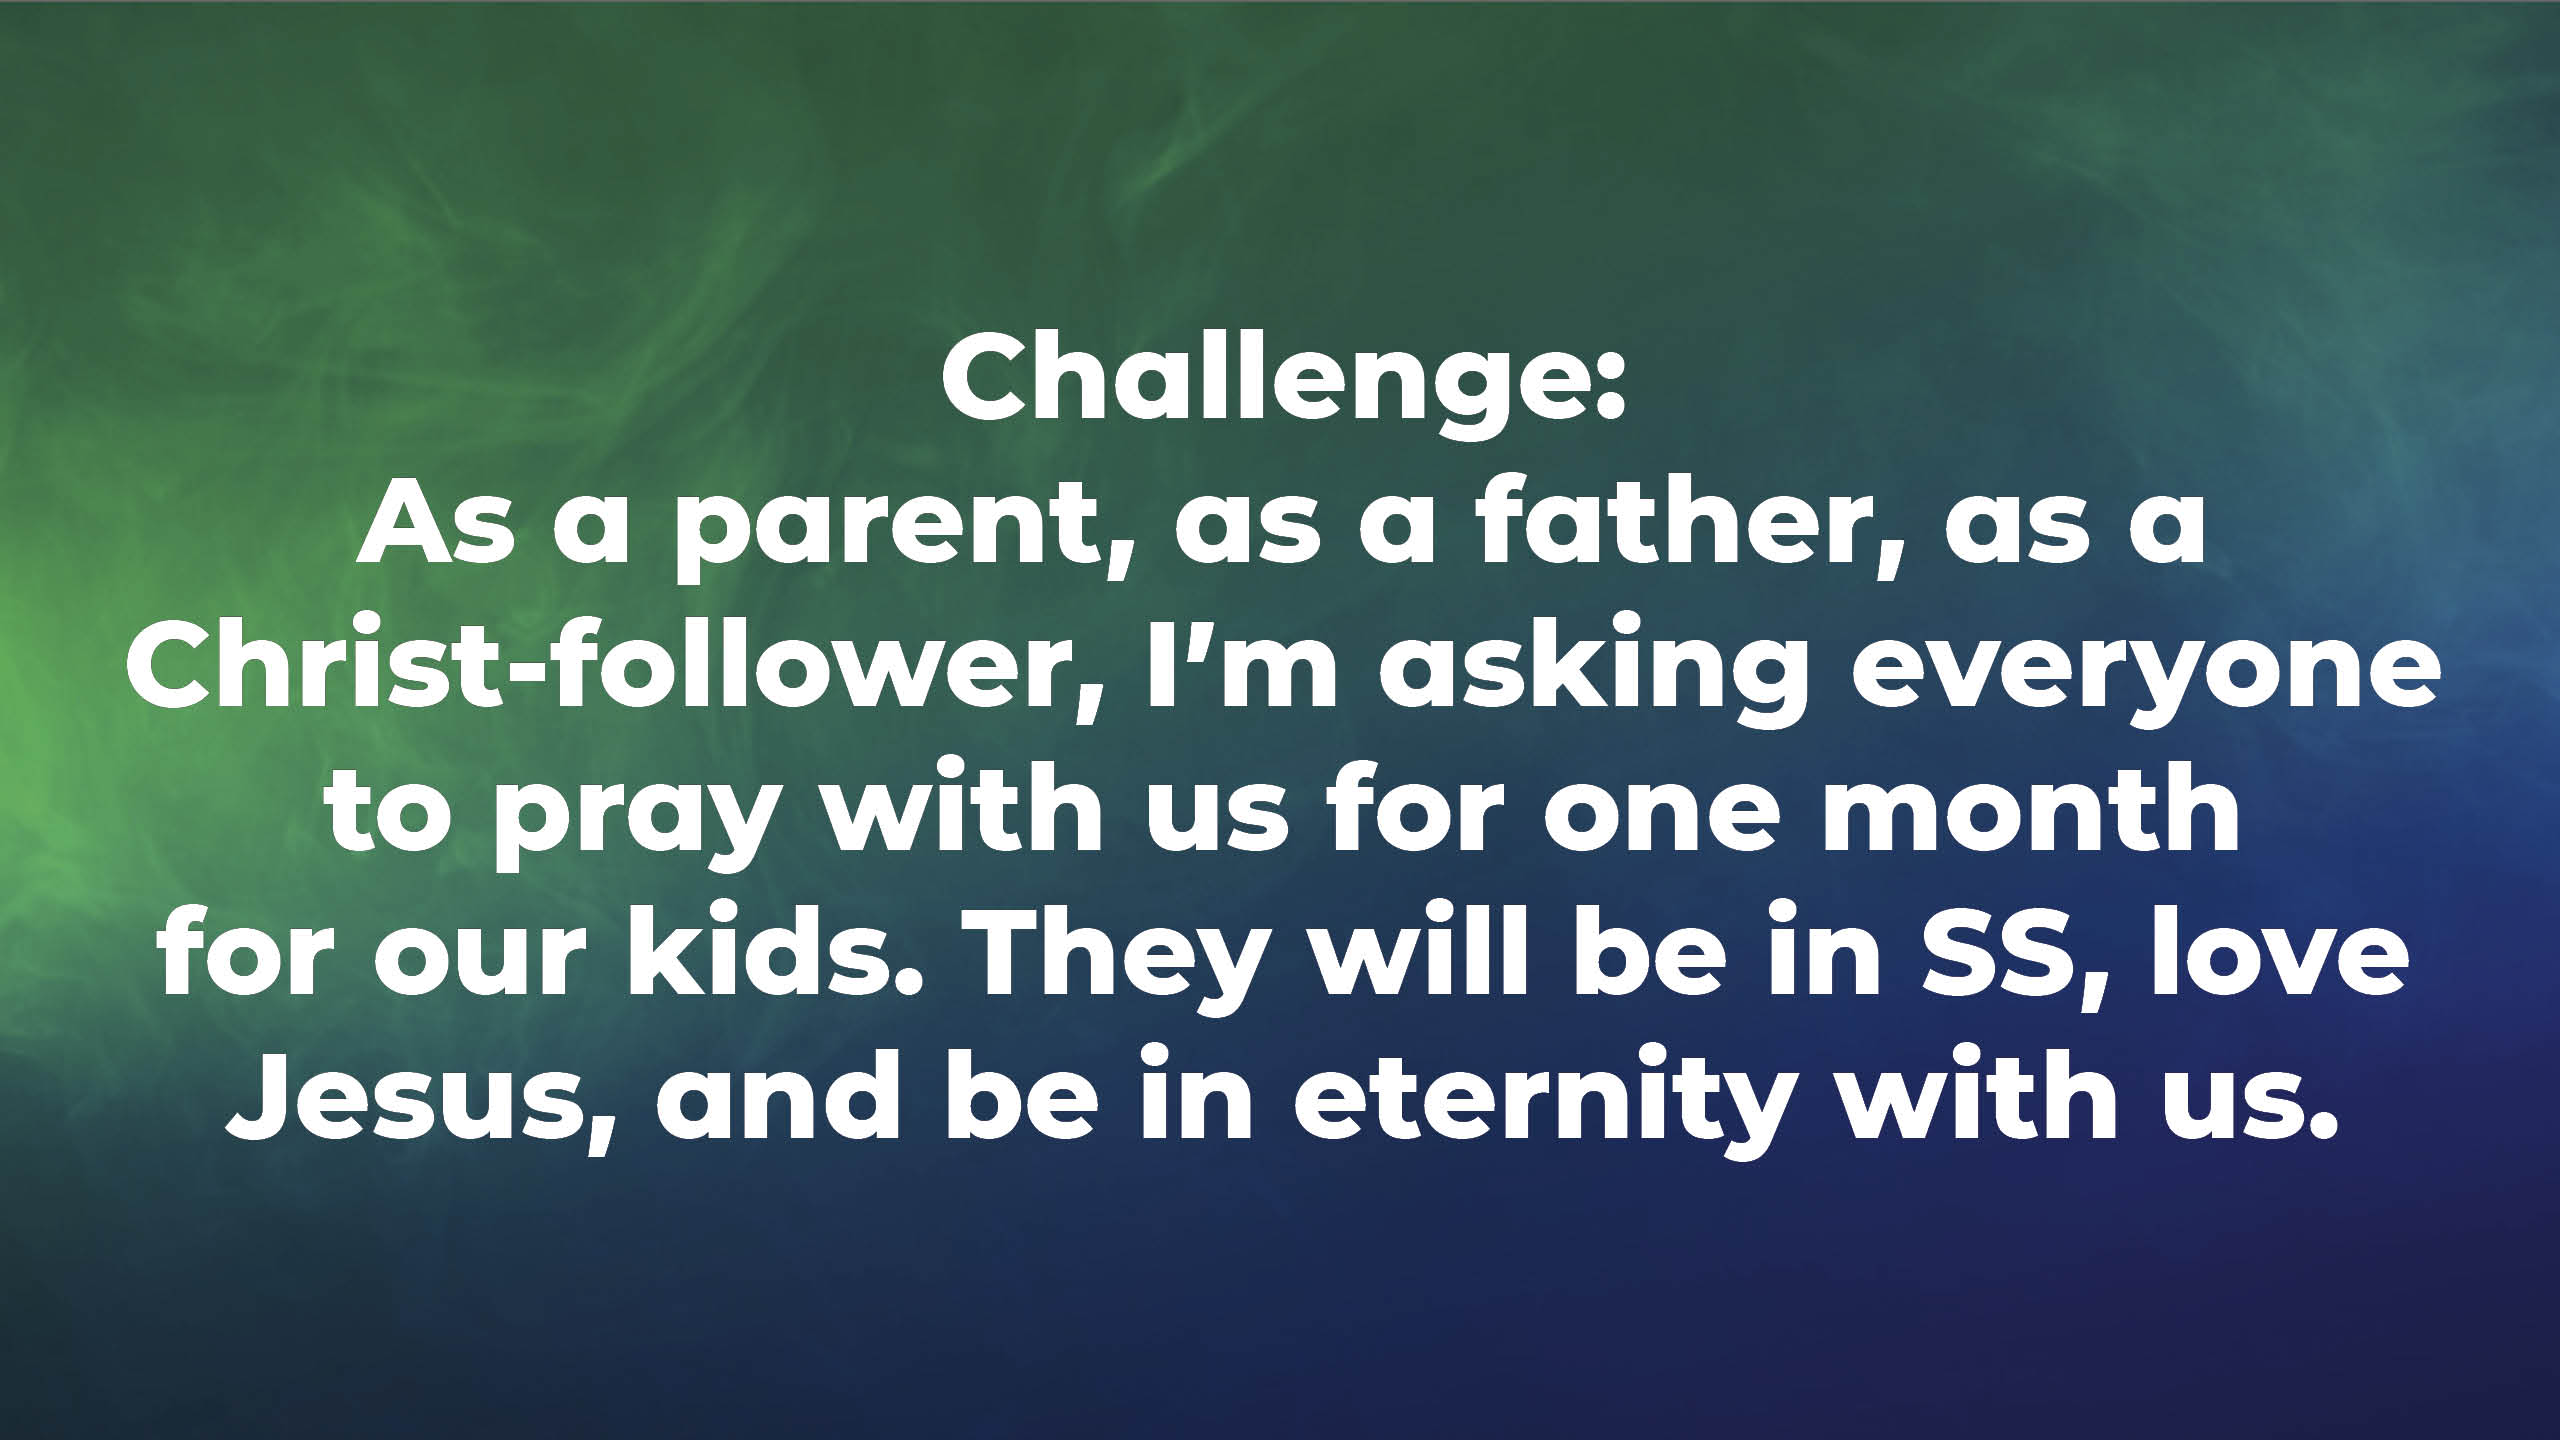 Challenge:
As a parent, as a father, as a
Christ-follower, I’m asking everyone
to pray with us for one month
for our kids. They will be in SS, love
Jesus, and be in eternity with us.